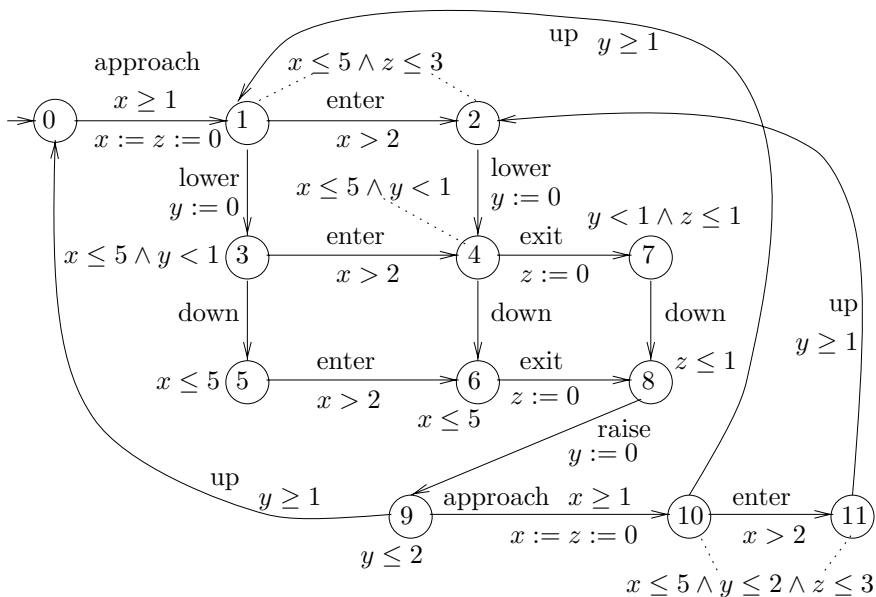 up
y ≥ 1
approach
x ≤ 5 ∧ z ≤ 3
x ≥ 1
enter
0
1
2
x := z := 0
x > 2
lower
y := 0
x ≤ 5 ∧ y < 1
lower
y := 0
y < 1 ∧ z ≤ 1
x ≤ 5 ∧ y < 1
3
enter
x > 2
4
exit
z := 0
7
up
y ≥ 1
down
down
down
x ≤ 5
5
enter
x > 2
6
x ≤ 5
exit
z := 0
8
z ≤ 1
raise
y := 0
up
y ≥ 1
9
y ≤ 2
approach x ≥ 1
x := z := 0
10
enter
x > 2
11
x ≤ 5 ∧ y ≤ 2 ∧ z ≤ 3